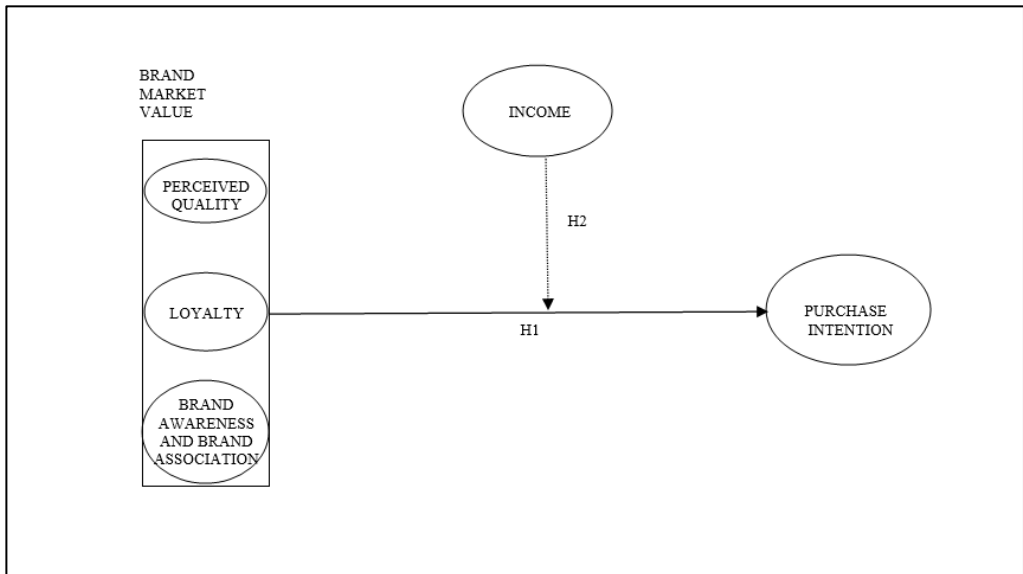 BRAND
MARKET
VALUE
INCOME
PERCEIVED
QUALITY
H2
LOYALTY
PURCHASE
INTENTION
H1
BRAND
AWARENESS
AND BRAND
ASSOCIATION